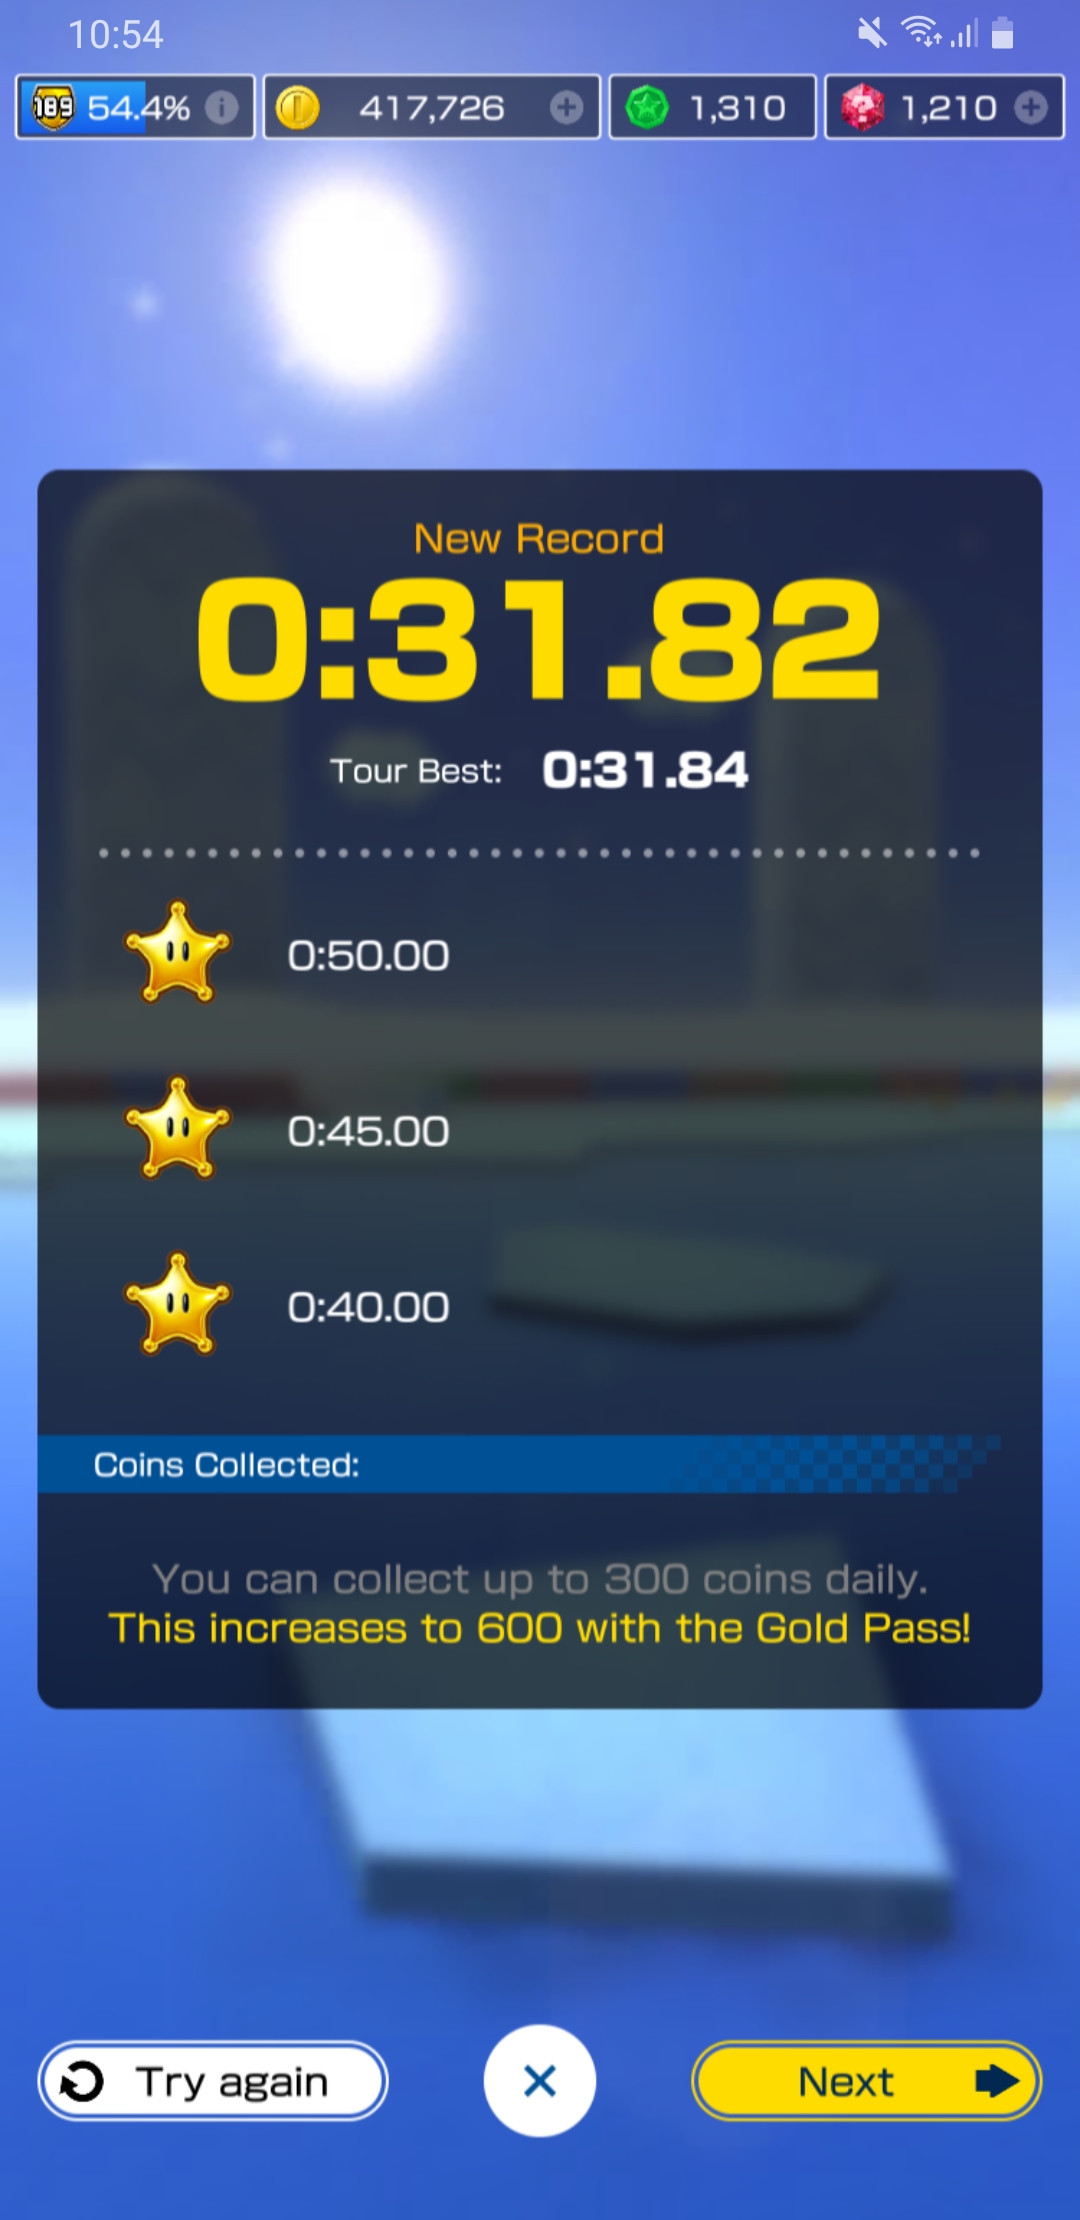 10:54
189 54.4% i 417,726 + 1,310 ? 1,210 +
New Record
0:31.82
Tour Best: 0:31.84
0:50.00
0:45.00
0:40.00
Coins Collected:
You can collect up to 300 coins daily.
This increases to 600 with the Gold Pass!
Try again × Next